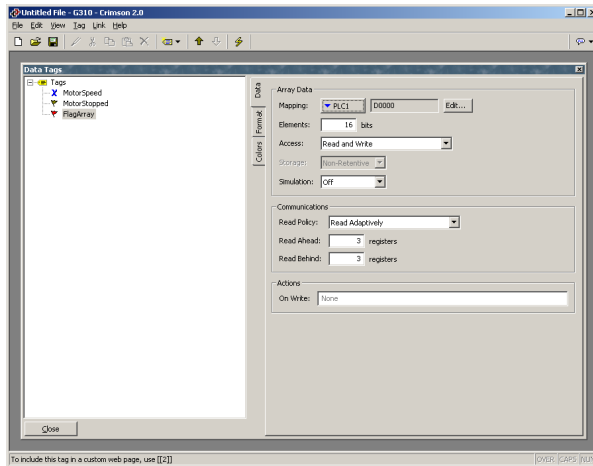 Untitled File - G310 - Crimson 2.0
File Edit View Tag Link Help
Data Tags
Tags
MotorSpeed
MotorStopped
FlagArray
Data
Format
Colors
Array Data
Mapping: PLC1 D0000 Edit...
Elements: 16 bits
Access: Read and Write
Storage: Non-Retentive
Simulation: Off
Communications
Read Policy: Read Adaptively
Read Ahead: 3 registers
Read Behind: 3 registers
Actions
On Write: None
Close
To include this tag in a custom web page, use [[2]]
OVER CAPS NUM